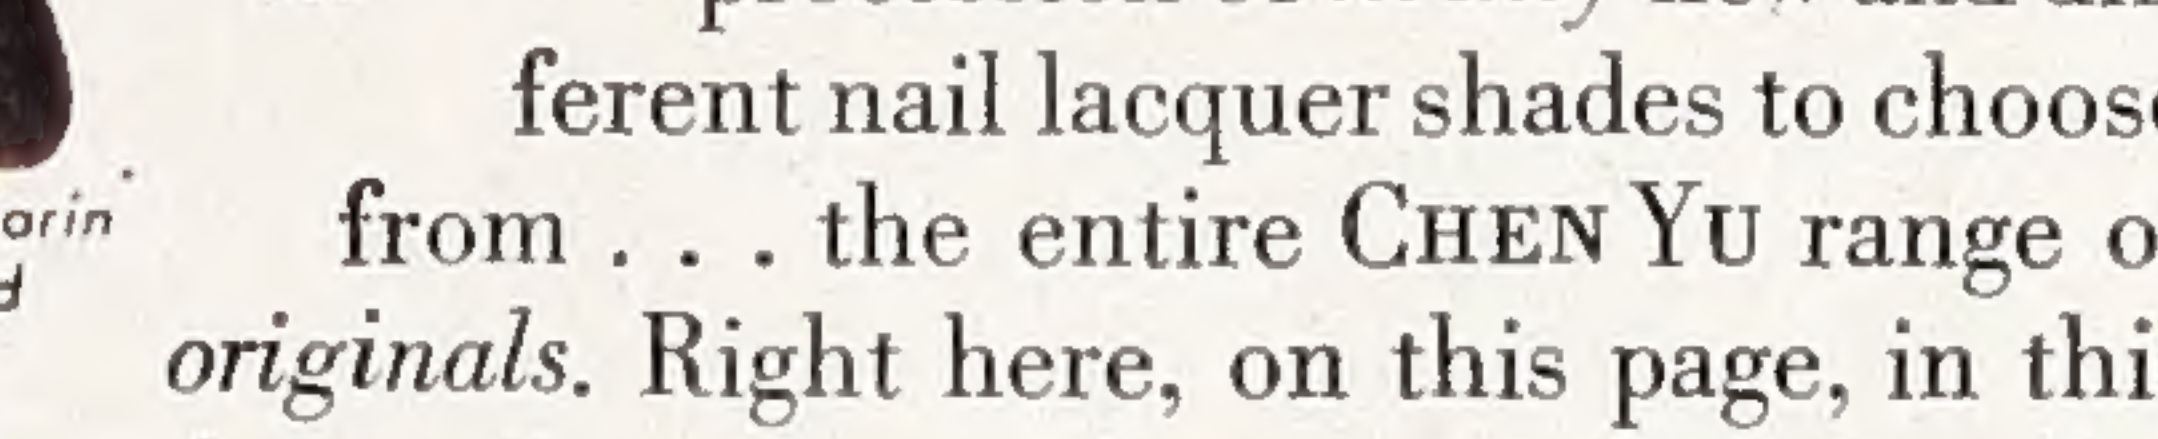 ferent nail lacquer shades to choose
from . . . the entire CHEN YU range o
originals. Right here, on this page, in thi
arin
d